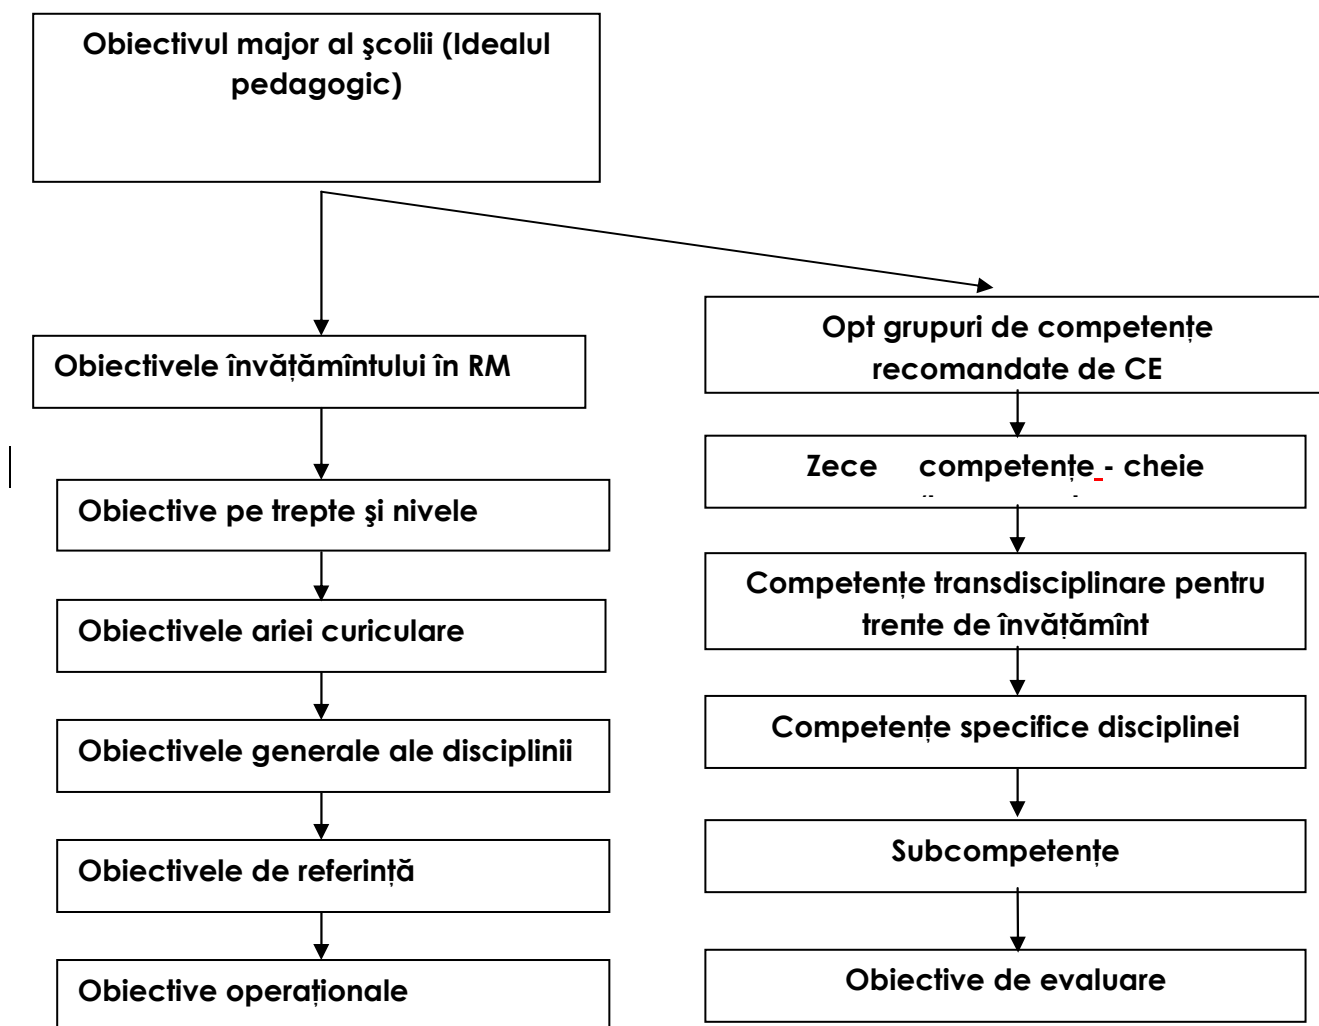 Obiectivul major al şcolii (Idealul
pedagogic)
Obiectivele învățămîntului în RM
Obiective pe trepte şi nivele
Obiectivele ariei curiculare
Obiectivele generale ale disciplinii
Obiectivele de referință
Obiective operaționale
Opt grupuri de competențe
recomandate de CE
Zece competențe - cheie
Competențe transdisciplinare pentru
trepte de învățămînt
Competențe specifice disciplinei
Subcompetențe
Obiective de evaluare